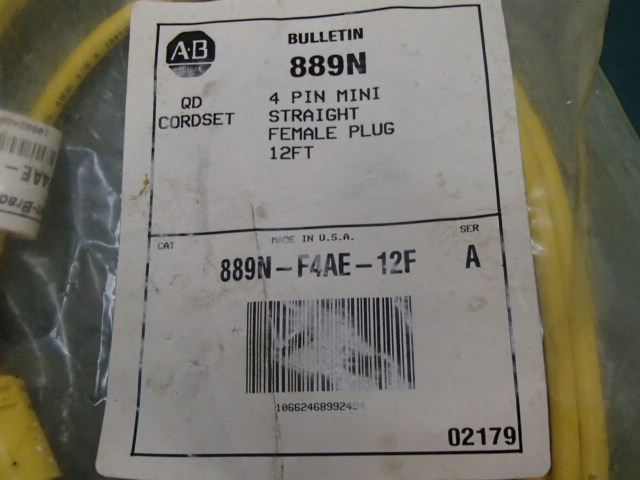 A-B
BULLETIN
889N
QD
CORDSET
4 PIN MINI
STRAIGHT
FEMALE PLUG
12FT
MADE IN U.S.A.
CAT
SER
889N-F4AE-12F
A
02179